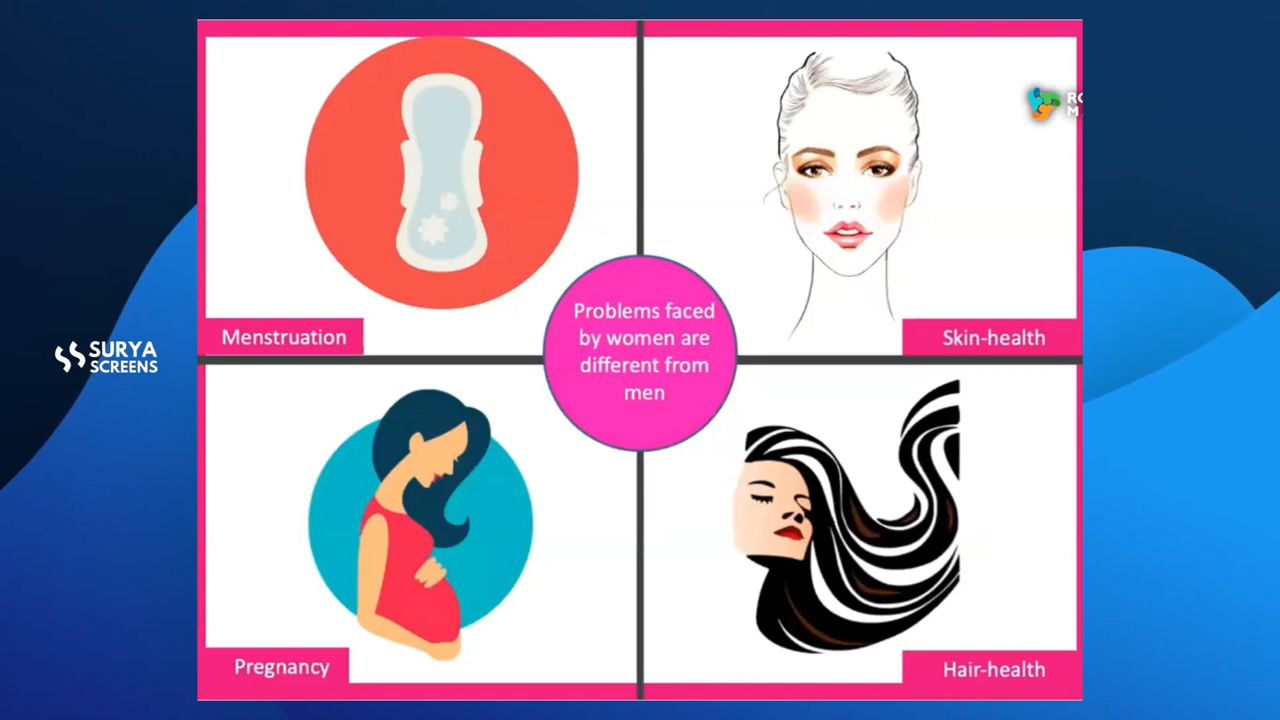 Menstruation
Skin-health
Problems faced
by women are
different from
men
SURYA
SCREENS
Pregnancy
Hair-health